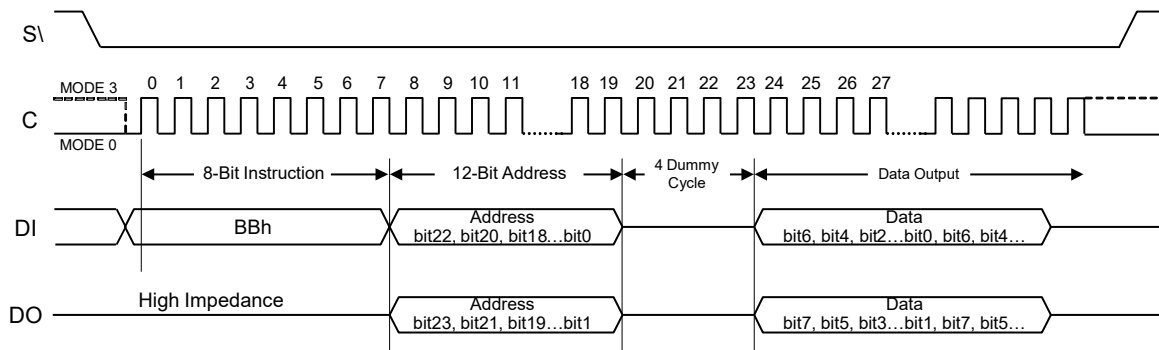 S\
0 1 2 3 4 5 6 7 8 9 10 11 18 19 20 21 22 23 24 25 26 27
MODE 3
C
MODE 0
8-Bit Instruction
12-Bit Address
4 Dummy
Cycle
Data Output
DI
BBh
Address
bit22, bit20, bit18...bit0
Data
bit6, bit4, bit2...bit0, bit6, bit4...
High Impedance
DO
Address
bit23, bit21, bit19...bit1
Data
bit7, bit5, bit3...bit1, bit7, bit5...